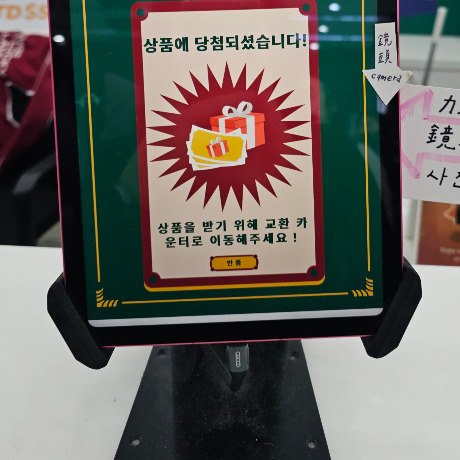 상품에 당첨되셨습니다!
상품을 받기 위해 교환 카
운터로 이동해주세요 !
반품
鏡
頭
camera
鏡